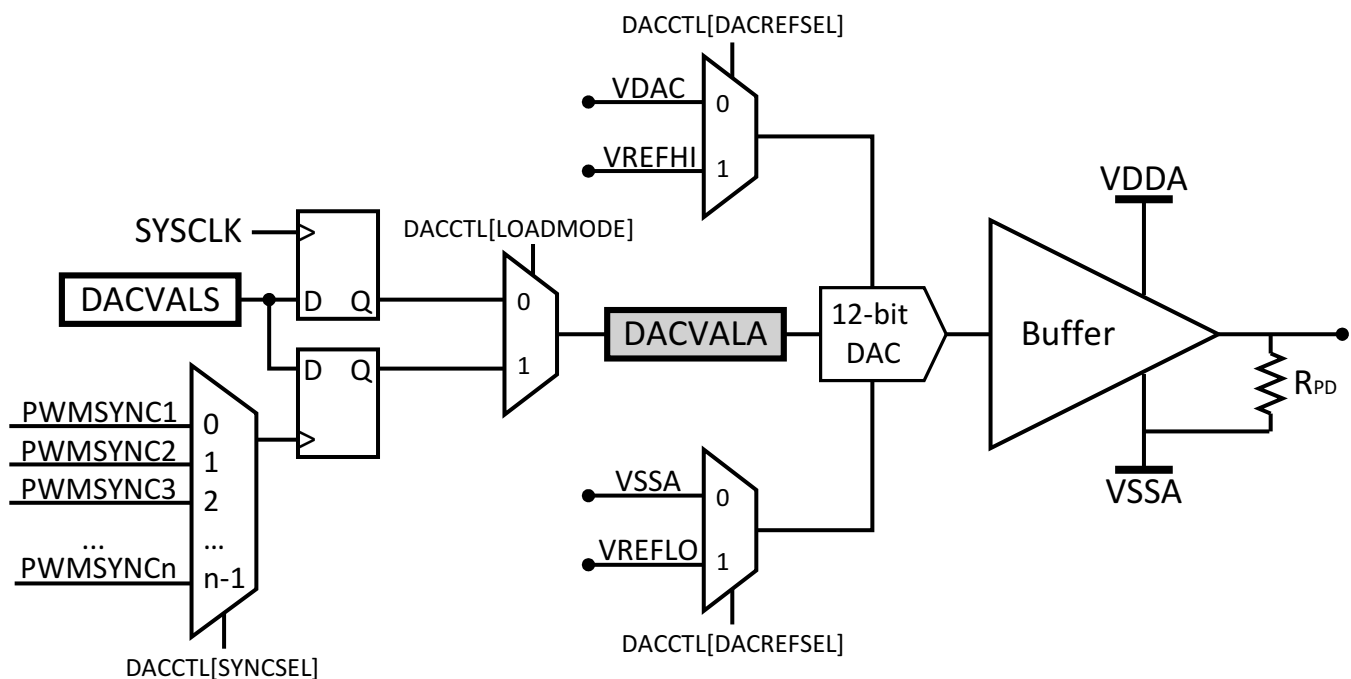 DACCTL[DACREFSEL]
VDAC
0
VREFHI
1
VDDA
SYSCLK
DACCTL[LOADMODE]
DACVALS
D Q
0
DACVALA
12-bit
DAC
Buffer
D Q
1
RPD
PWMSYNC1
0
PWMSYNC2
1
PWMSYNC3
2
...
...
PWMSYNCn
n-1
VSSA
0
VREFLO
1
VSSA
DACCTL[SYNCSEL]
DACCTL[DACREFSEL]